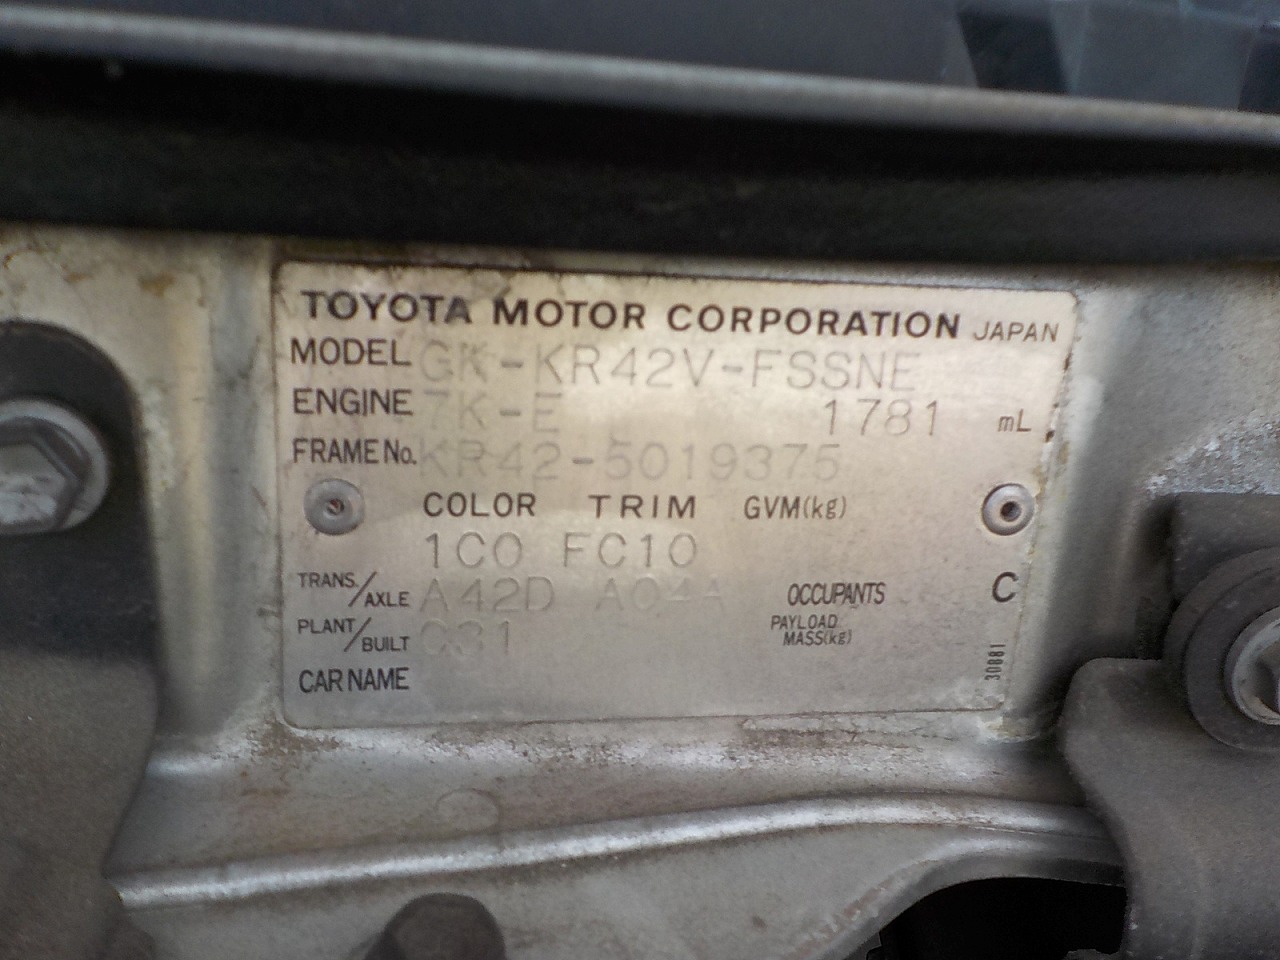 TOYOTA MOTOR CORPORATION JAPAN
MODEL GK-KR42V-FSSNE
ENGINE 7K-E 1781 mL
FRAME No. KR42-5019375
COLOR TRIM GVM(kg)
1C0 FC10
TRANS./AXLE A42D A04A OCCUPANTS C
PLANT/BUILT C31 PAYLOAD MASS(kg)
CAR NAME
30881